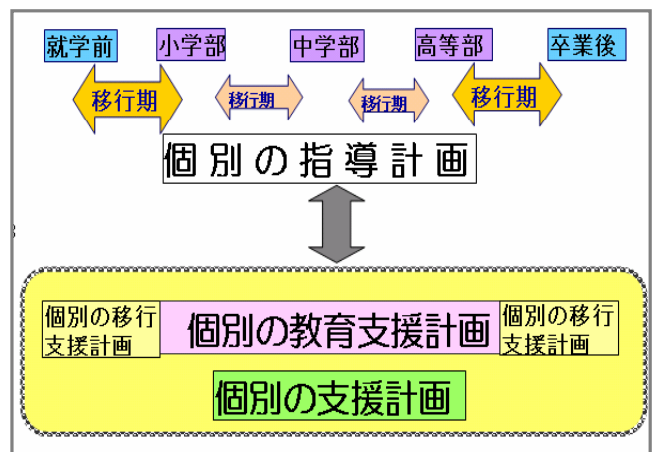 就学前 小学部 中学部 高等部 卒業後
移行期 移行期 移行期 移行期
個別の指導計画
個別の移行
支援計画
個別の教育支援計画
個別の移行
支援計画
個別の支援計画